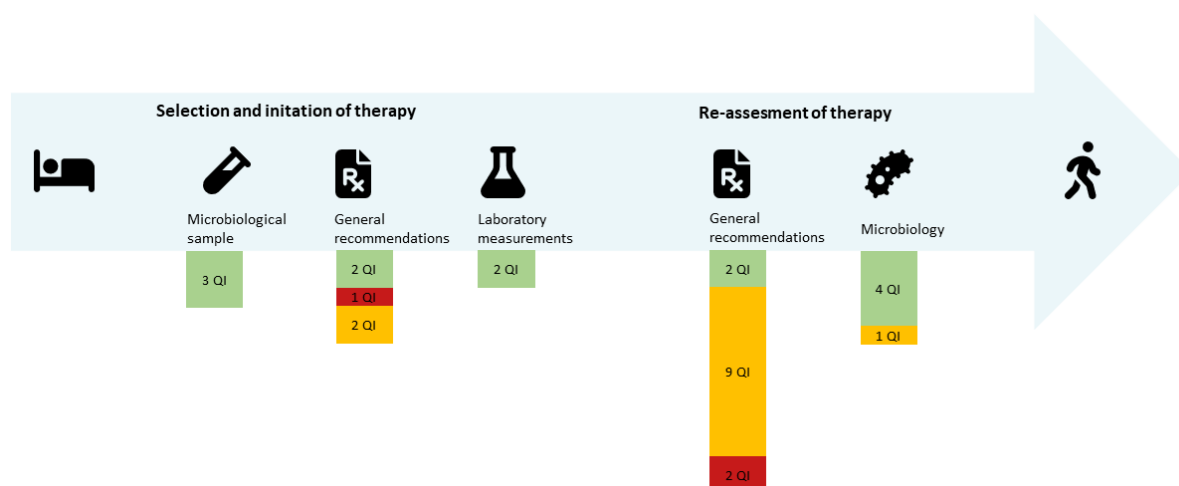 Selection and initation of therapy
Re-assesment of therapy
Rx
Rx
Microbiological
sample
General
recommendations
Laboratory
measurements
General
recommendations
Microbiology
3 QI
2 QI
1 QI
2 QI
2 QI
2 QI
9 QI
2 QI
4 QI
1 QI